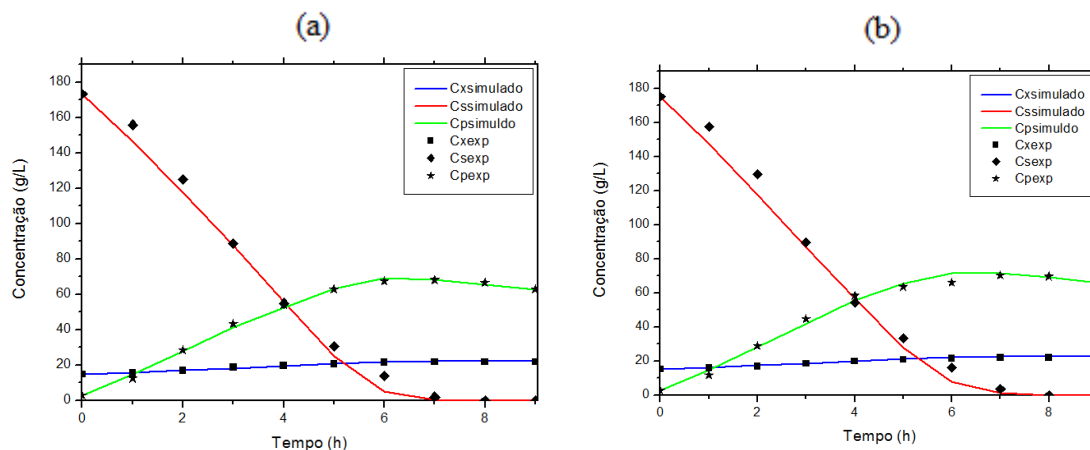 (a)
180
160
140
120
100
80
60
40
20
0
Concentração (g/L)
Cxsimulado
Cssimulado
Cpsimuldo
Cxexp
Csexp
Cpexp
0 2 4 6 8
Tempo (h)
(b)
180
160
140
120
100
80
60
40
20
0
Concentração (g/L)
Cxsimulado
Cssimulado
Cpsimuldo
Cxexp
Csexp
Cpexp
0 2 4 6 8
Tempo (h)